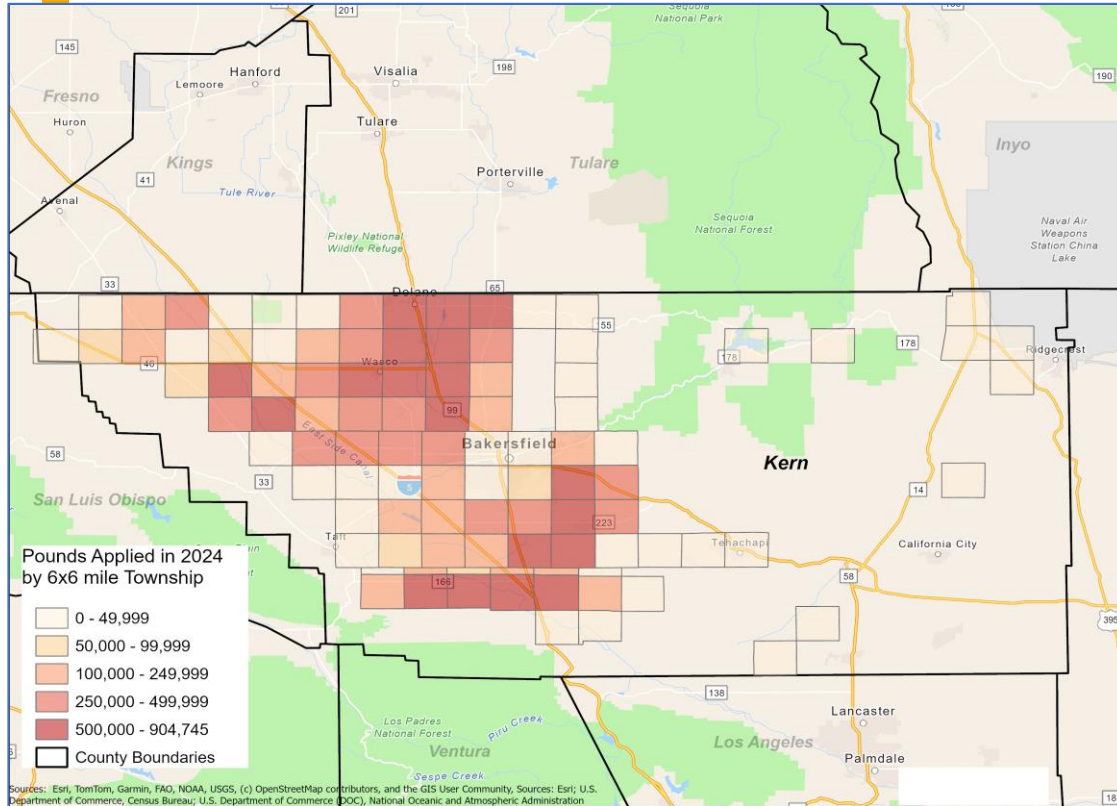 201
Sequoia
National Park
190
145
Hanford
Lemoore
Visalia
198
Fresno
Huron
Tulare
Kings
Tulare
Inyo
Porterville
41
Tule River
Avenal
Naval Air
Weapons
Station China
Lake
Sequoia
National Forest
Pixley National
Wildlife Refuge
33
65
Delano
155
178
178
Ridgecrest
46
Wasco
99
Bakersfield
East Side Canal
58
33
5
Kern
14
San Luis Obispo
223
Taft
Tehachapi
California City
166
58
395
Pounds Applied in 2024
by 6x6 mile Township
0 - 49,999
50,000 - 99,999
100,000 - 249,999
250,000 - 499,999
500,000 - 904,745
County Boundaries
138
Lancaster
Los Padres
National Forest
Piru Creek
Ventura
Los Angeles
Palmdale
Sespe Creek
Sources: Esri, TomTom, Garmin, FAO, NOAA, USGS, (c) OpenStreetMap contributors, and the GIS User Community, Sources: Esri; U.S.
Department of Commerce, Census Bureau; U.S. Department of Commerce (DOC), National Oceanic and Atmospheric Administration